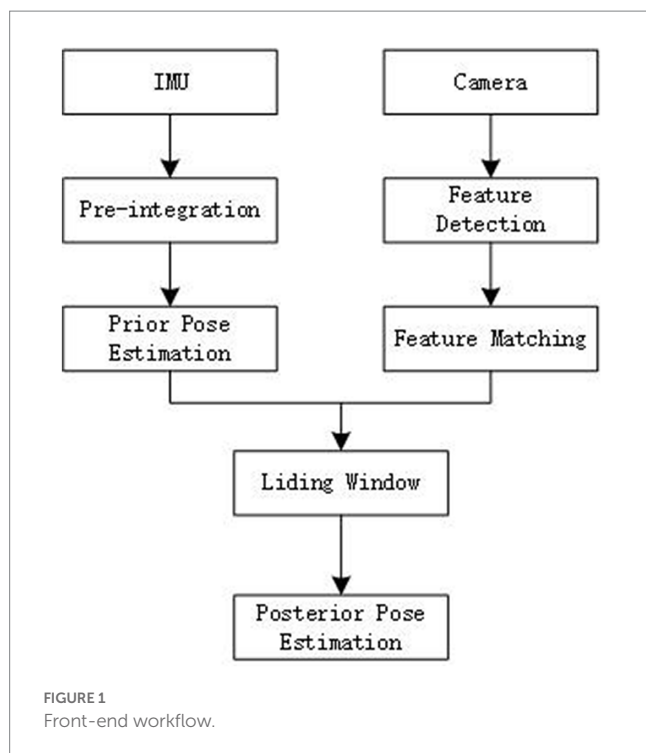 IMU
Camera
Pre-integration
Feature
Detection
Prior Pose
Estimation
Feature Matching
Liding Window
Posterior Pose
Estimation
FIGURE 1
Front-end workflow.